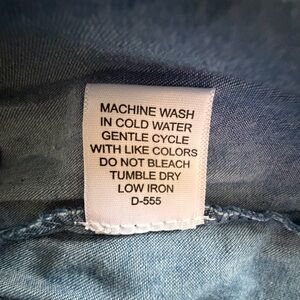 MACHINE WASH
IN COLD WATER
GENTLE CYCLE
WITH LIKE COLORS
DO NOT BLEACH
TUMBLE DRY
LOW IRON
D-555